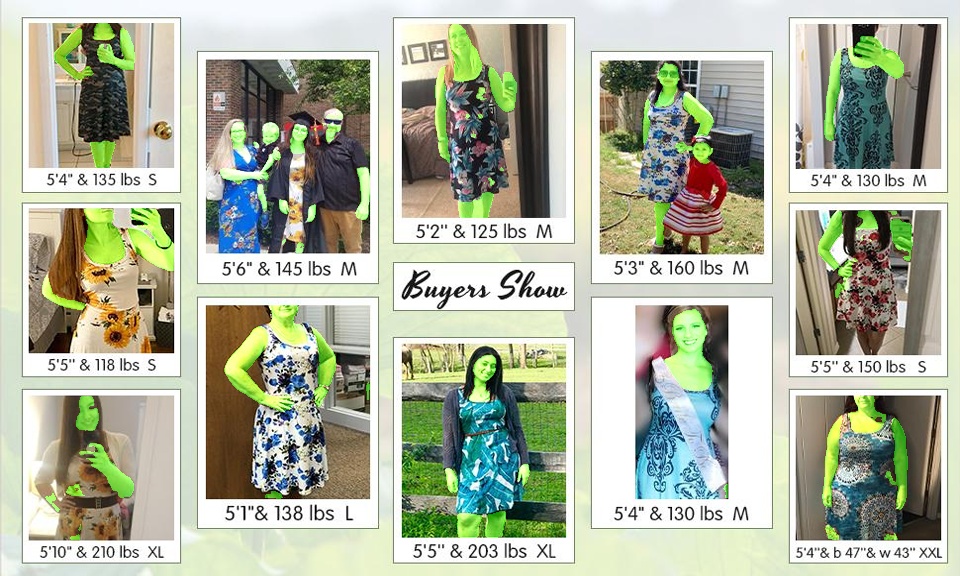 5'4" & 135 lbs S
5'5'' & 118 lbs S
5'10" & 210 lbs XL
5'6" & 145 lbs M
5'1"& 138 lbs L
5'2'' & 125 lbs M
Buyers Show
5'5'' & 203 lbs XL
5'3'' & 160 lbs M
5'4" & 130 lbs M
5'4" & 130 lbs M
5'5'' & 150 lbs S
5'4''& b 47''& w 43'' XXL